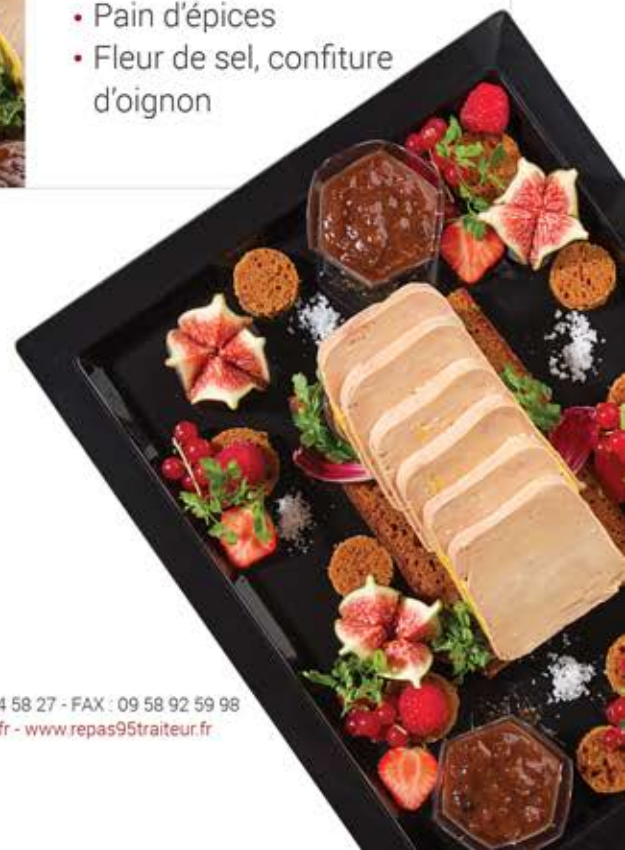 • Pain d'épices
• Fleur de sel, confiture
d'oignon
4 58 27 - FAX : 09 58 92 59 98
fr - www.repas95traiteur.fr